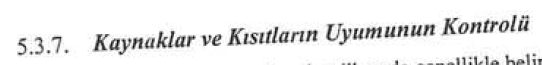 5.3.7. Kaynaklar ve Kısıtların Uyumunun Kontrolü